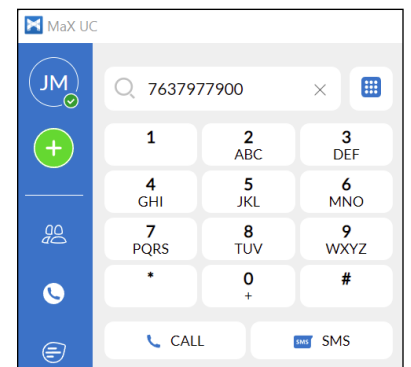 MaX UC
JM
7637977900
1 2 3
ABC DEF
4 5 6
GHI JKL MNO
7 8 9
PQRS TUV WXYZ
* 0 #
+
CALL SMS SMS